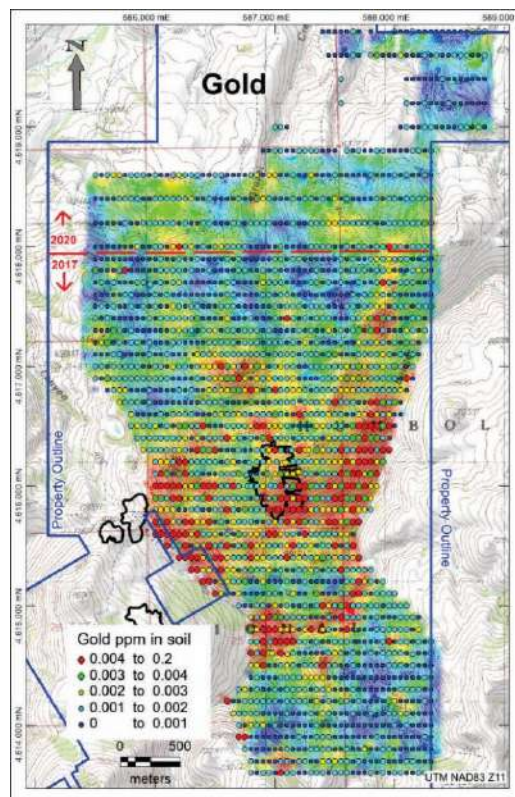 566,000 mE
567,000 mE
568,000 mE
569,00
N
Gold
4,619,000 mN
2020
4,618,000 mN
2017
4,617,000 mN
B O L
Property Outline
Property Outline
4,616,000 mN
4,615,000 mN
Gold ppm in soil
0.004 to 0.2
0.003 to 0.004
0.002 to 0.003
0.001 to 0.002
0 to 0.001
4,614,000 mN
0 500
meters
UTM NAD83 Z11